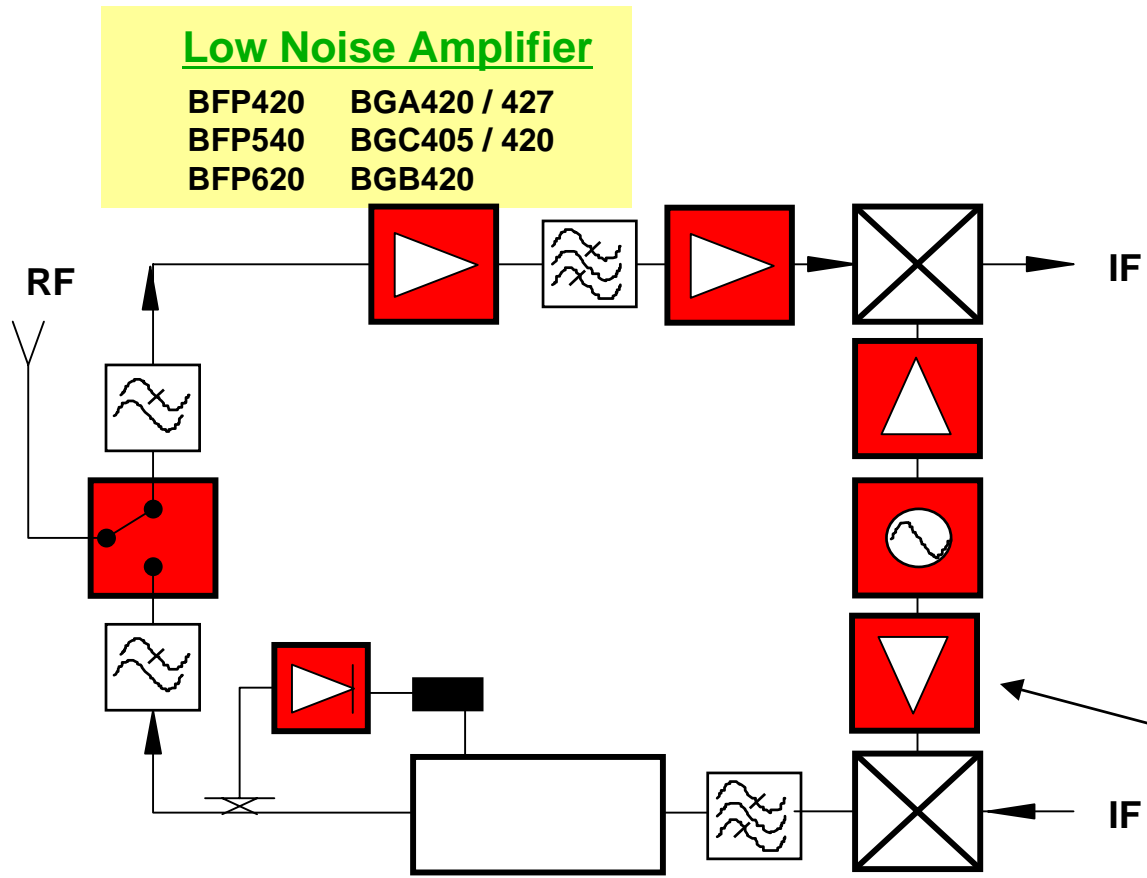 Low Noise Amplifier
BFP420 BGA420 / 427
BFP540 BGC405 / 420
BFP620 BGB420
RF
IF
IF